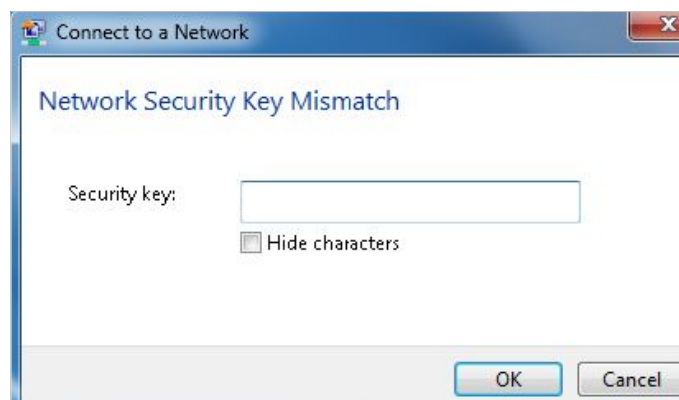 Connect to a Network
X
Network Security Key Mismatch
Security key:
Hide characters
OK
Cancel